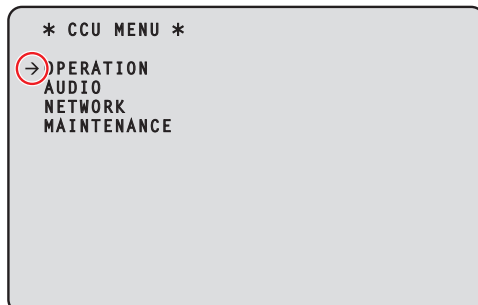 * CCU MENU *
→OPERATION
AUDIO
NETWORK
MAINTENANCE